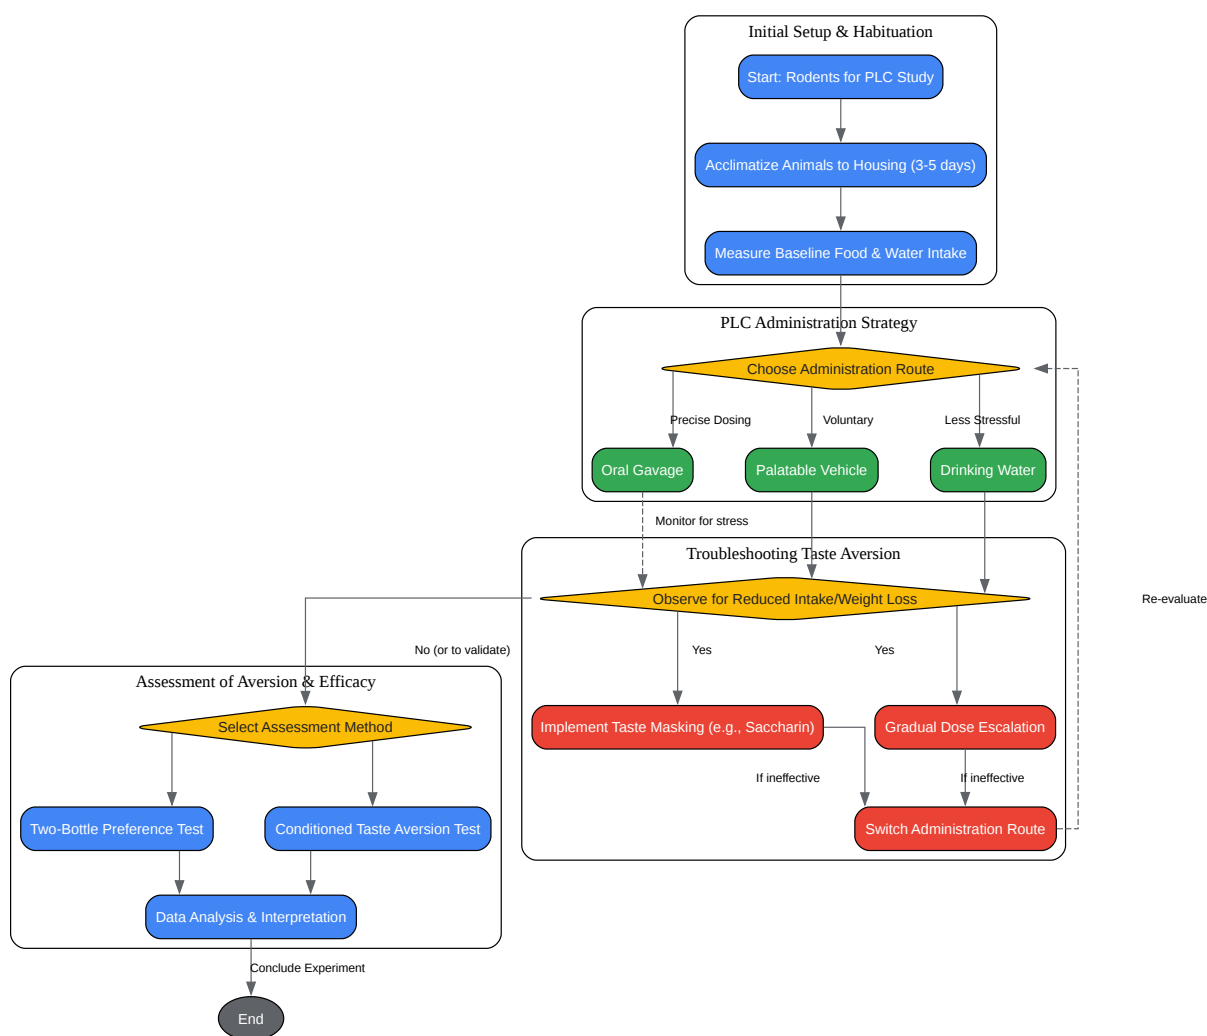 Initial Setup & Habituation
Start: Rodents for PLC Study
Acclimatize Animals to Housing (3-5 days)
Measure Baseline Food & Water Intake
PLC Administration Strategy
Choose Administration Route
Precise Dosing
Voluntary
Less Stressful
Oral Gavage
Palatable Vehicle
Drinking Water
Monitor for stress
Troubleshooting Taste Aversion
Observe for Reduced Intake/Weight Loss
Re-evaluate
No (or to validate)
Yes
Yes
Assessment of Aversion & Efficacy
Select Assessment Method
Implement Taste Masking (e.g., Saccharin)
Gradual Dose Escalation
If ineffective
If ineffective
Two-Bottle Preference Test
Conditioned Taste Aversion Test
Switch Administration Route
Data Analysis & Interpretation
Conclude Experiment
End